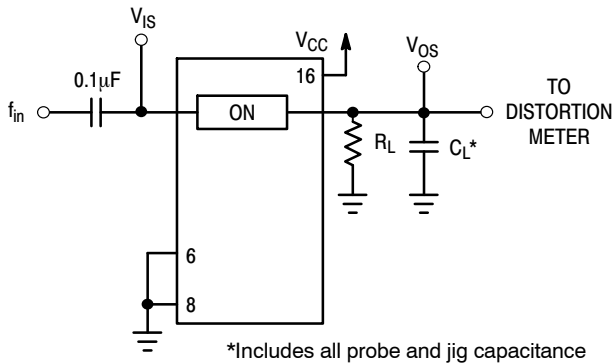 V_IS
V_CC
V_OS
0.1μF
16
f_in
ON
TO
DISTORTION
METER
R_L
C_L*
6
8
*Includes all probe and jig capacitance